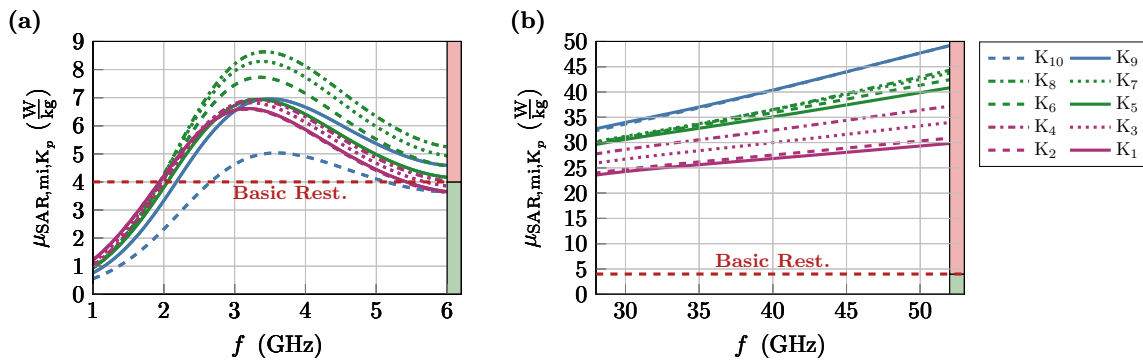 (a)
9
8
7
6
5
4
3
2
1
0
μSAR,mi,Kp (W/kg)
Basic Rest.
1 2 3 4 5 6
f (GHz)
(b)
50
45
40
35
30
25
20
15
10
5
0
μSAR,mi,Kp (W/kg)
Basic Rest.
30 35 40 45 50
f (GHz)
K10 K9
K8 K7
K6 K5
K4 K3
K2 K1